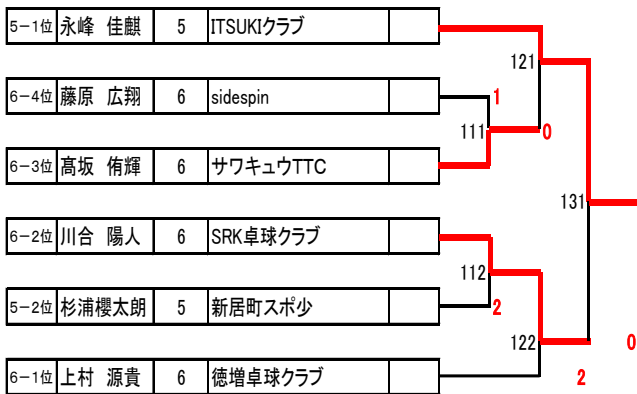 5-1位 永峰 佳麒 5 ITSUKIクラブ
121
6-4位 藤原 広翔 6 sidespin 1
111 0
6-3位 髙坂 侑輝 6 サワキュウTTC
131
6-2位 川合 陽人 6 SRK卓球クラブ
112
5-2位 杉浦櫻太朗 5 新居町スポ少 2
122 0
6-1位 上村 源貴 6 徳増卓球クラブ 2